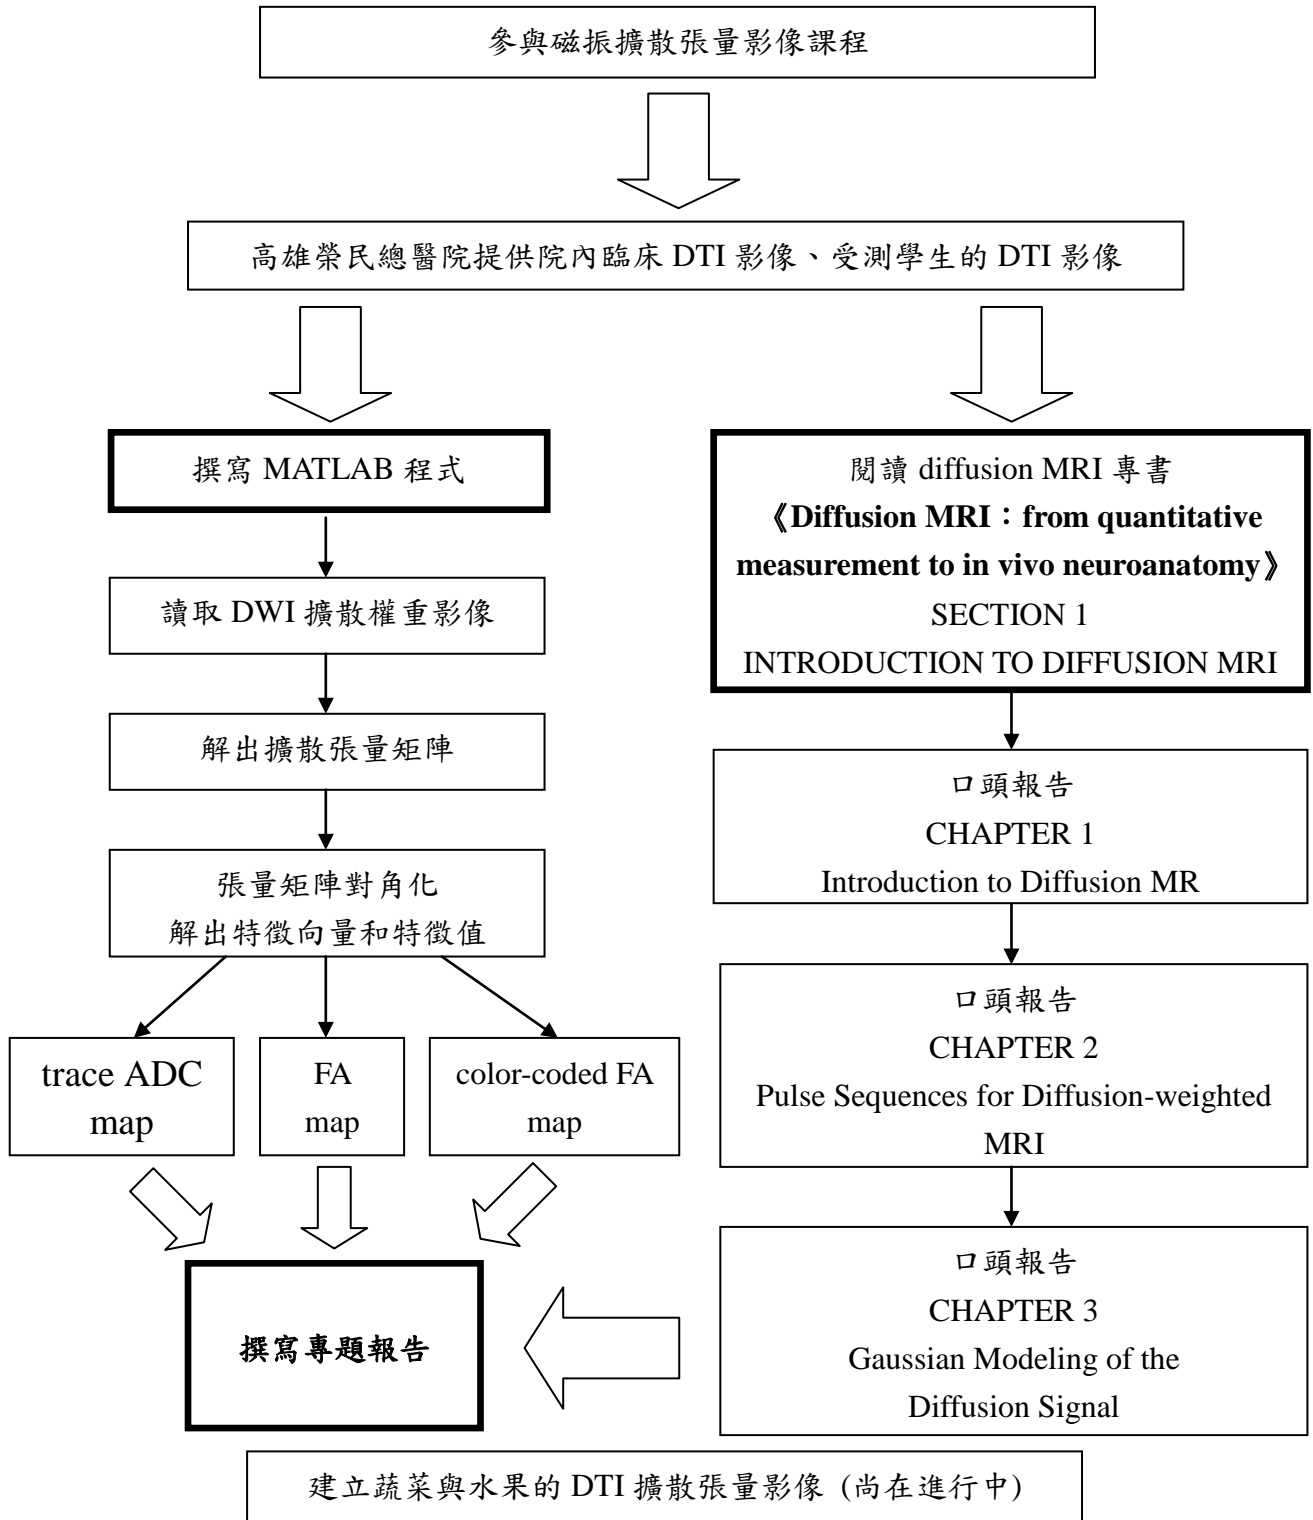 參與磁振擴散張量影像課程
高雄榮民總醫院提供院內臨床 DTI 影像、受測學生的 DTI 影像
撰寫 MATLAB 程式
讀取 DWI 擴散權重影像
解出擴散張量矩陣
張量矩陣對角化
解出特徵向量和特徵值
trace ADC
map
FA
map
color-coded FA
map
閱讀 diffusion MRI 專書
《Diffusion MRI：from quantitative
measurement to in vivo neuroanatomy》
SECTION 1
INTRODUCTION TO DIFFUSION MRI
口頭報告
CHAPTER 1
Introduction to Diffusion MR
口頭報告
CHAPTER 2
Pulse Sequences for Diffusion-weighted
MRI
口頭報告
CHAPTER 3
Gaussian Modeling of the
Diffusion Signal
撰寫專題報告
建立蔬菜與水果的 DTI 擴散張量影像 (尚在進行中)